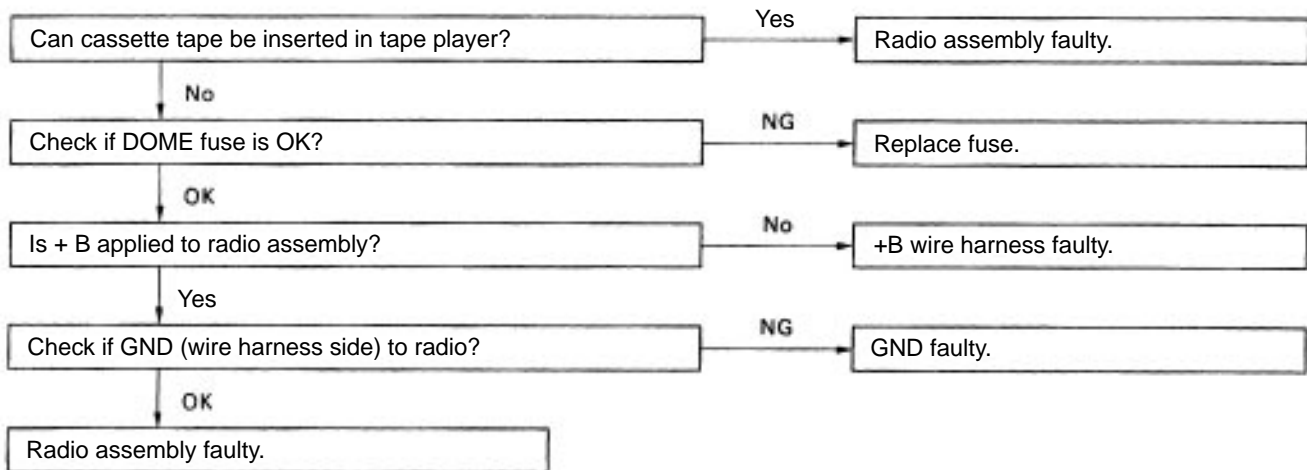 Can cassette tape be inserted in tape player?
Yes
Radio assembly faulty.
No
Check if DOME fuse is OK?
NG
Replace fuse.
OK
Is + B applied to radio assembly?
No
+B wire harness faulty.
Yes
Check if GND (wire harness side) to radio?
NG
GND faulty.
OK
Radio assembly faulty.